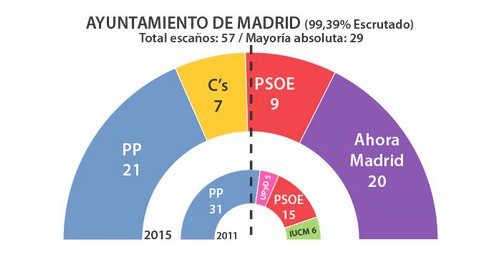 AYUNTAMIENTO DE MADRID (99,39% Escrutado)
Total escaños: 57 / Mayoría absoluta: 29
PP
21
C's
7
PSOE
9
Ahora
Madrid
20
PP
31
UPyD 5
PSOE
15
IUCM 6
2015
2011